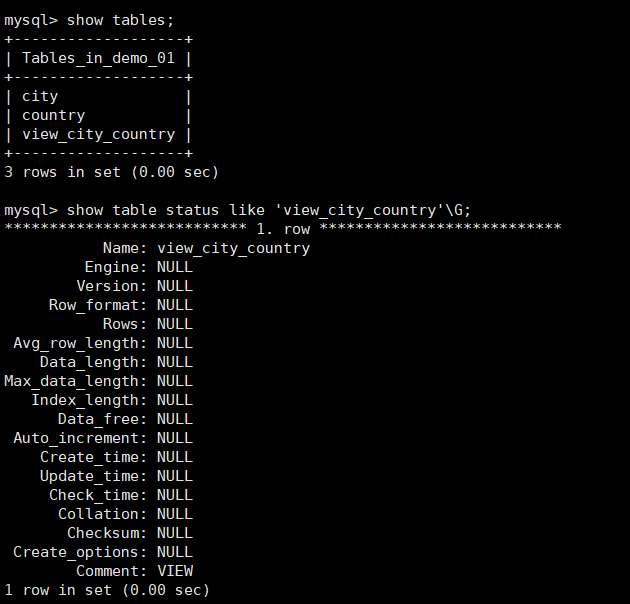 mysql> show tables;
+-------------------+
| Tables_in_demo_01 |
+-------------------+
| city              |
| country           |
| view_city_country |
+-------------------+
3 rows in set (0.00 sec)

mysql> show table status like 'view_city_country'\G;
*************************** 1. row ***************************
           Name: view_city_country
         Engine: NULL
        Version: NULL
     Row_format: NULL
           Rows: NULL
 Avg_row_length: NULL
    Data_length: NULL
Max_data_length: NULL
   Index_length: NULL
      Data_free: NULL
 Auto_increment: NULL
    Create_time: NULL
    Update_time: NULL
     Check_time: NULL
      Collation: NULL
       Checksum: NULL
 Create_options: NULL
        Comment: VIEW
1 row in set (0.00 sec)